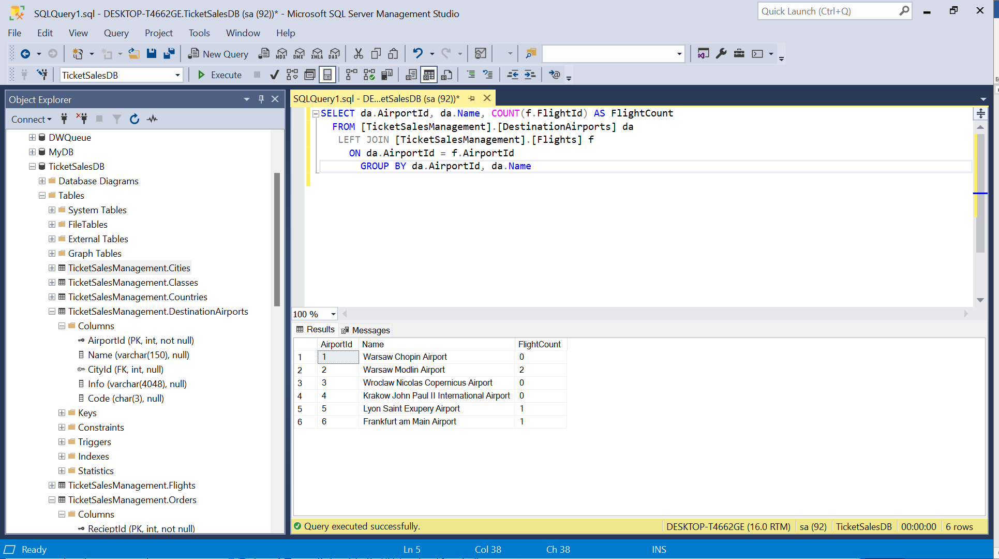 SQLQuery1.sql - DESKTOP-T4662GE.TicketSalesDB (sa (92))* - Microsoft SQL Server Management Studio
Quick Launch (Ctrl+Q)
File Edit View Query Project Tools Window Help
New Query MDX DMX XMLA DAX
TicketSalesDB Execute
Object Explorer
Connect
DWQueue
MyDB
TicketSalesDB
Database Diagrams
Tables
System Tables
FileTables
External Tables
Graph Tables
TicketSalesManagement.Cities
TicketSalesManagement.Classes
TicketSalesManagement.Countries
TicketSalesManagement.DestinationAirports
Columns
AirportId (PK, int, not null)
Name (varchar(150), null)
CityId (FK, int, null)
Info (varchar(4048), null)
Code (char(3), null)
Keys
Constraints
Triggers
Indexes
Statistics
TicketSalesManagement.Flights
TicketSalesManagement.Orders
Columns
RecieptId (PK, int, not null)
SQLQuery1.sql - DE...etSalesDB (sa (92))*
SELECT da.AirportId, da.Name, COUNT(f.FlightId) AS FlightCount
FROM [TicketSalesManagement].[DestinationAirports] da
LEFT JOIN [TicketSalesManagement].[Flights] f
ON da.AirportId = f.AirportId
GROUP BY da.AirportId, da.Name
100 %
Results Messages
AirportId Name FlightCount
1 1 Warsaw Chopin Airport 0
2 2 Warsaw Modlin Airport 2
3 3 Wroclaw Nicolas Copernicus Airport 0
4 4 Krakow John Paul II International Airport 0
5 5 Lyon Saint Exupery Airport 1
6 6 Frankfurt am Main Airport 1
Query executed successfully. DESKTOP-T4662GE (16.0 RTM) sa (92) TicketSalesDB 00:00:00 6 rows
Ready Ln 5 Col 38 Ch 38 INS